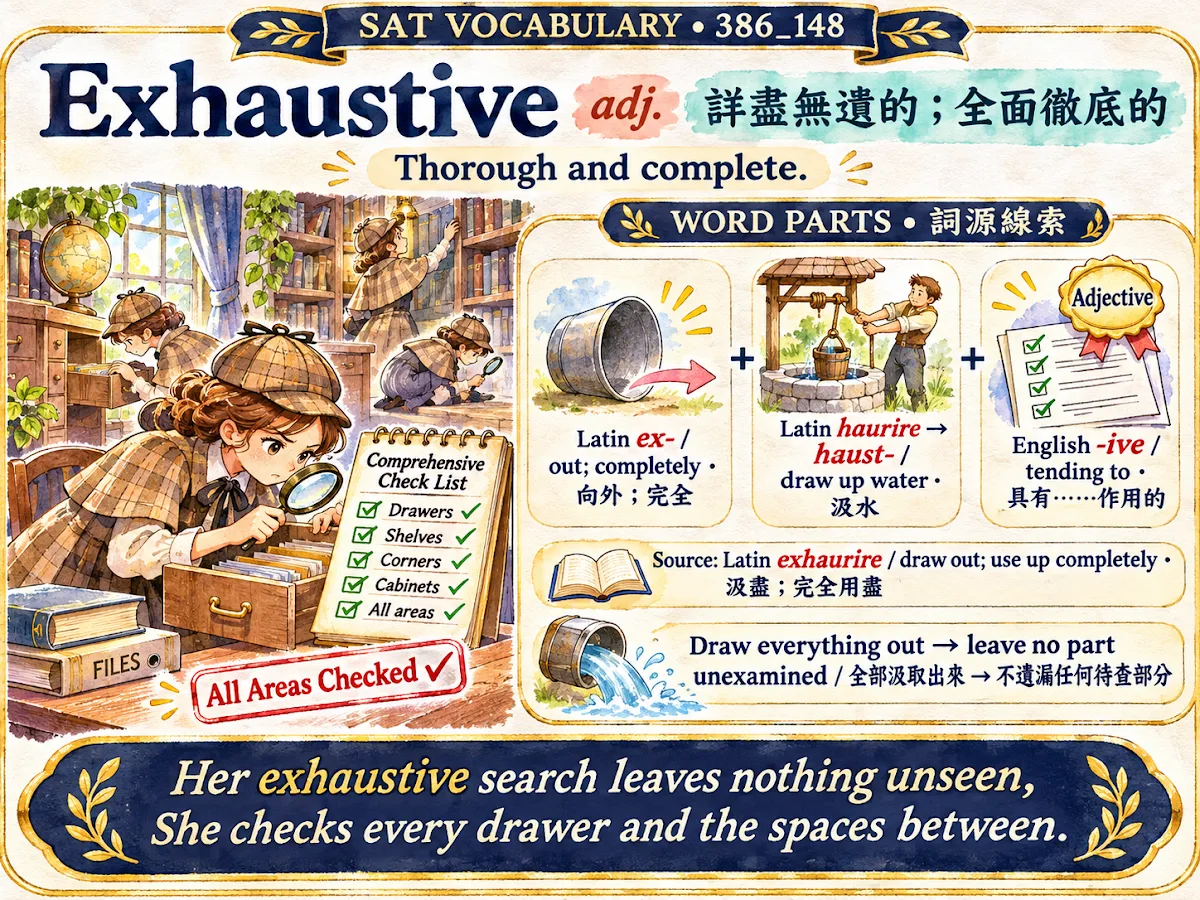 SAT VOCABULARY • 386_148
Exhaustive adj. 詳盡無遺的；全面徹底的
Thorough and complete.
Comprehensive
Check List
Drawers ✓
Shelves ✓
Corners ✓
Cabinets ✓
All areas ✓
FILES
All Areas Checked ✓
WORD PARTS • 詞源線索
Latin ex- /
out; completely •
向外；完全
+
Latin haurire →
haust- /
draw up water •
汲水
+
Adjective
English -ive /
tending to •
具有……作用的
Source: Latin exhaurire / draw out; use up completely •
汲盡；完全用盡
Draw everything out → leave no part
unexamined / 全部汲取出來 → 不遺漏任何待查部分
Her exhaustive search leaves nothing unseen,
She checks every drawer and the spaces between.